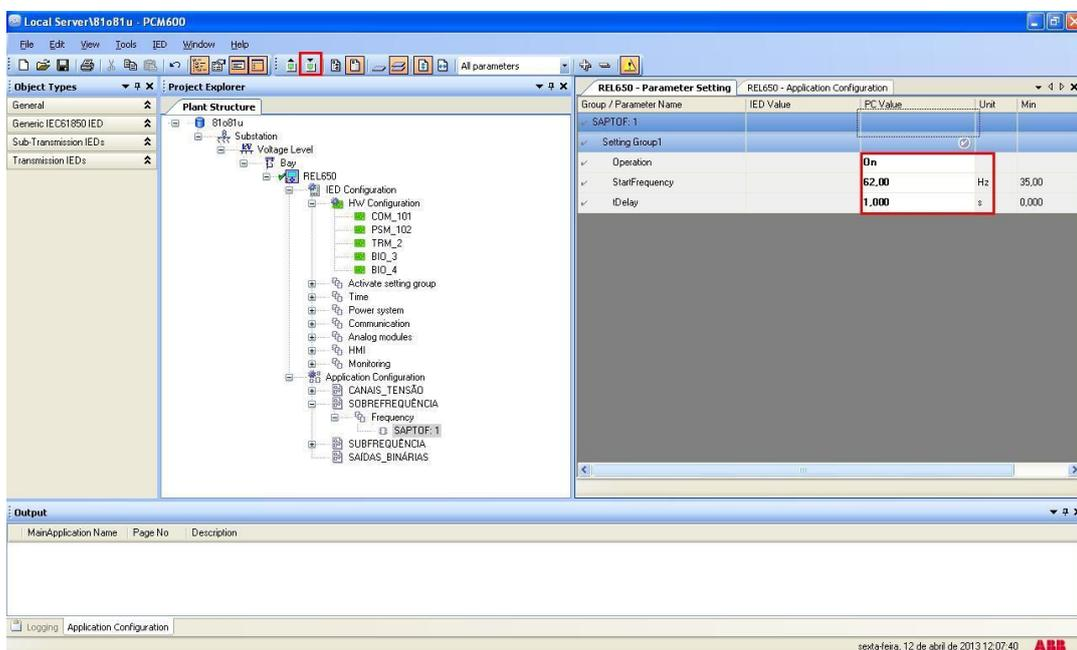 Local Server\81o81u - PCM600
File Edit View Tools IED Window Help
All parameters
Object Types
General
Generic IEC61850 IED
Sub-Transmission IEDs
Transmission IEDs
Project Explorer
Plant Structure
81o81u
Substation
Voltage Level
Bay
REL650
IED Configuration
HW Configuration
COM_101
PSM_102
TRM_2
BIO_3
BIO_4
Activate setting group
Time
Power system
Communication
Analog modules
HMI
Monitoring
Application Configuration
CANAIS_TENSÃO
SOBREFREQUÊNCIA
Frequency
SAPTOF: 1
SUBFREQUÊNCIA
SAÍDAS_BINÁRIAS
REL650 - Parameter Setting REL650 - Application Configuration
Group / Parameter Name IED Value PC Value Unit Min
SAPTOF: 1
Setting Group1
Operation On
StartFrequency 62,00 Hz 35,00
tDelay 1,000 s 0,000
Output
MainApplication Name Page No Description
Logging Application Configuration
sexta-feira, 12 de abril de 2013 12:07:40 ABB